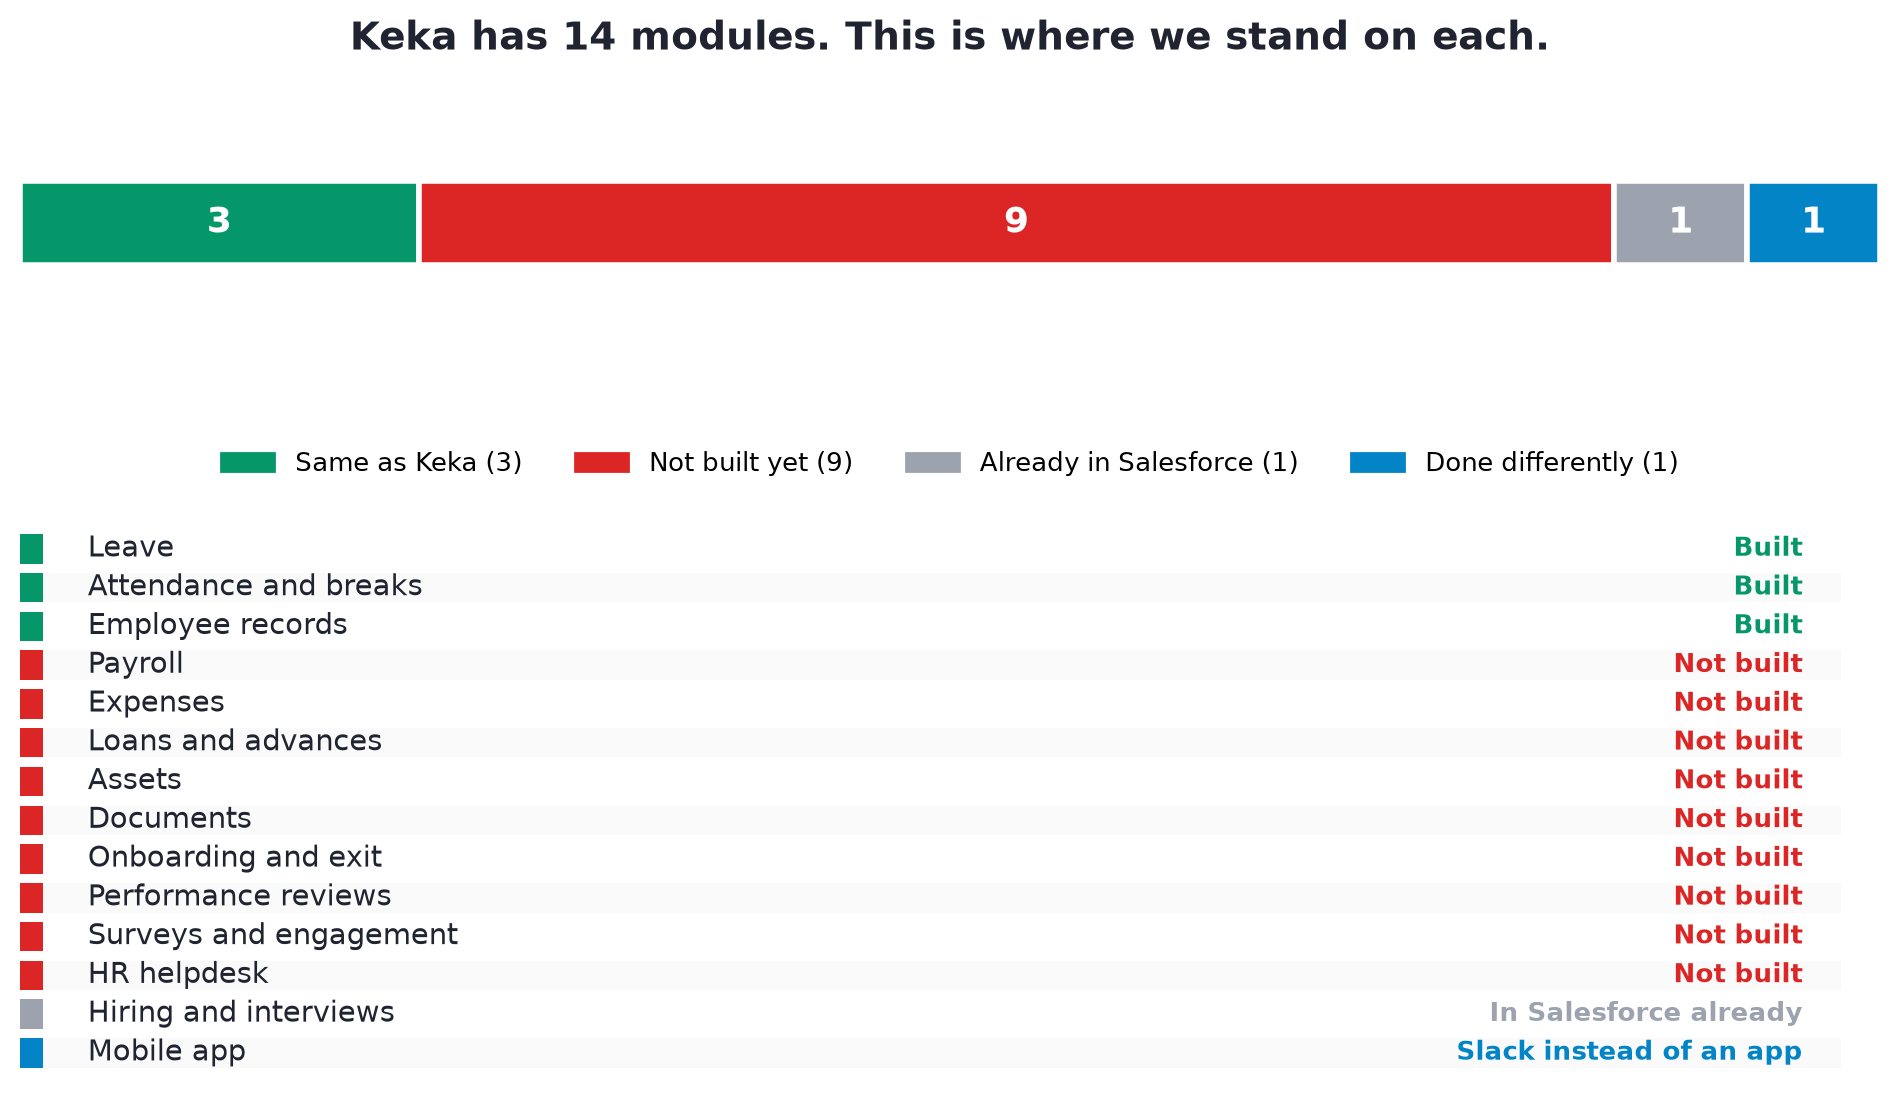 Keka has 14 modules. This is where we stand on each.
3 9 1 1
Same as Keka (3) Not built yet (9) Already in Salesforce (1) Done differently (1)
Leave Built
Attendance and breaks Built
Employee records Built
Payroll Not built
Expenses Not built
Loans and advances Not built
Assets Not built
Documents Not built
Onboarding and exit Not built
Performance reviews Not built
Surveys and engagement Not built
HR helpdesk Not built
Hiring and interviews In Salesforce already
Mobile app Slack instead of an app